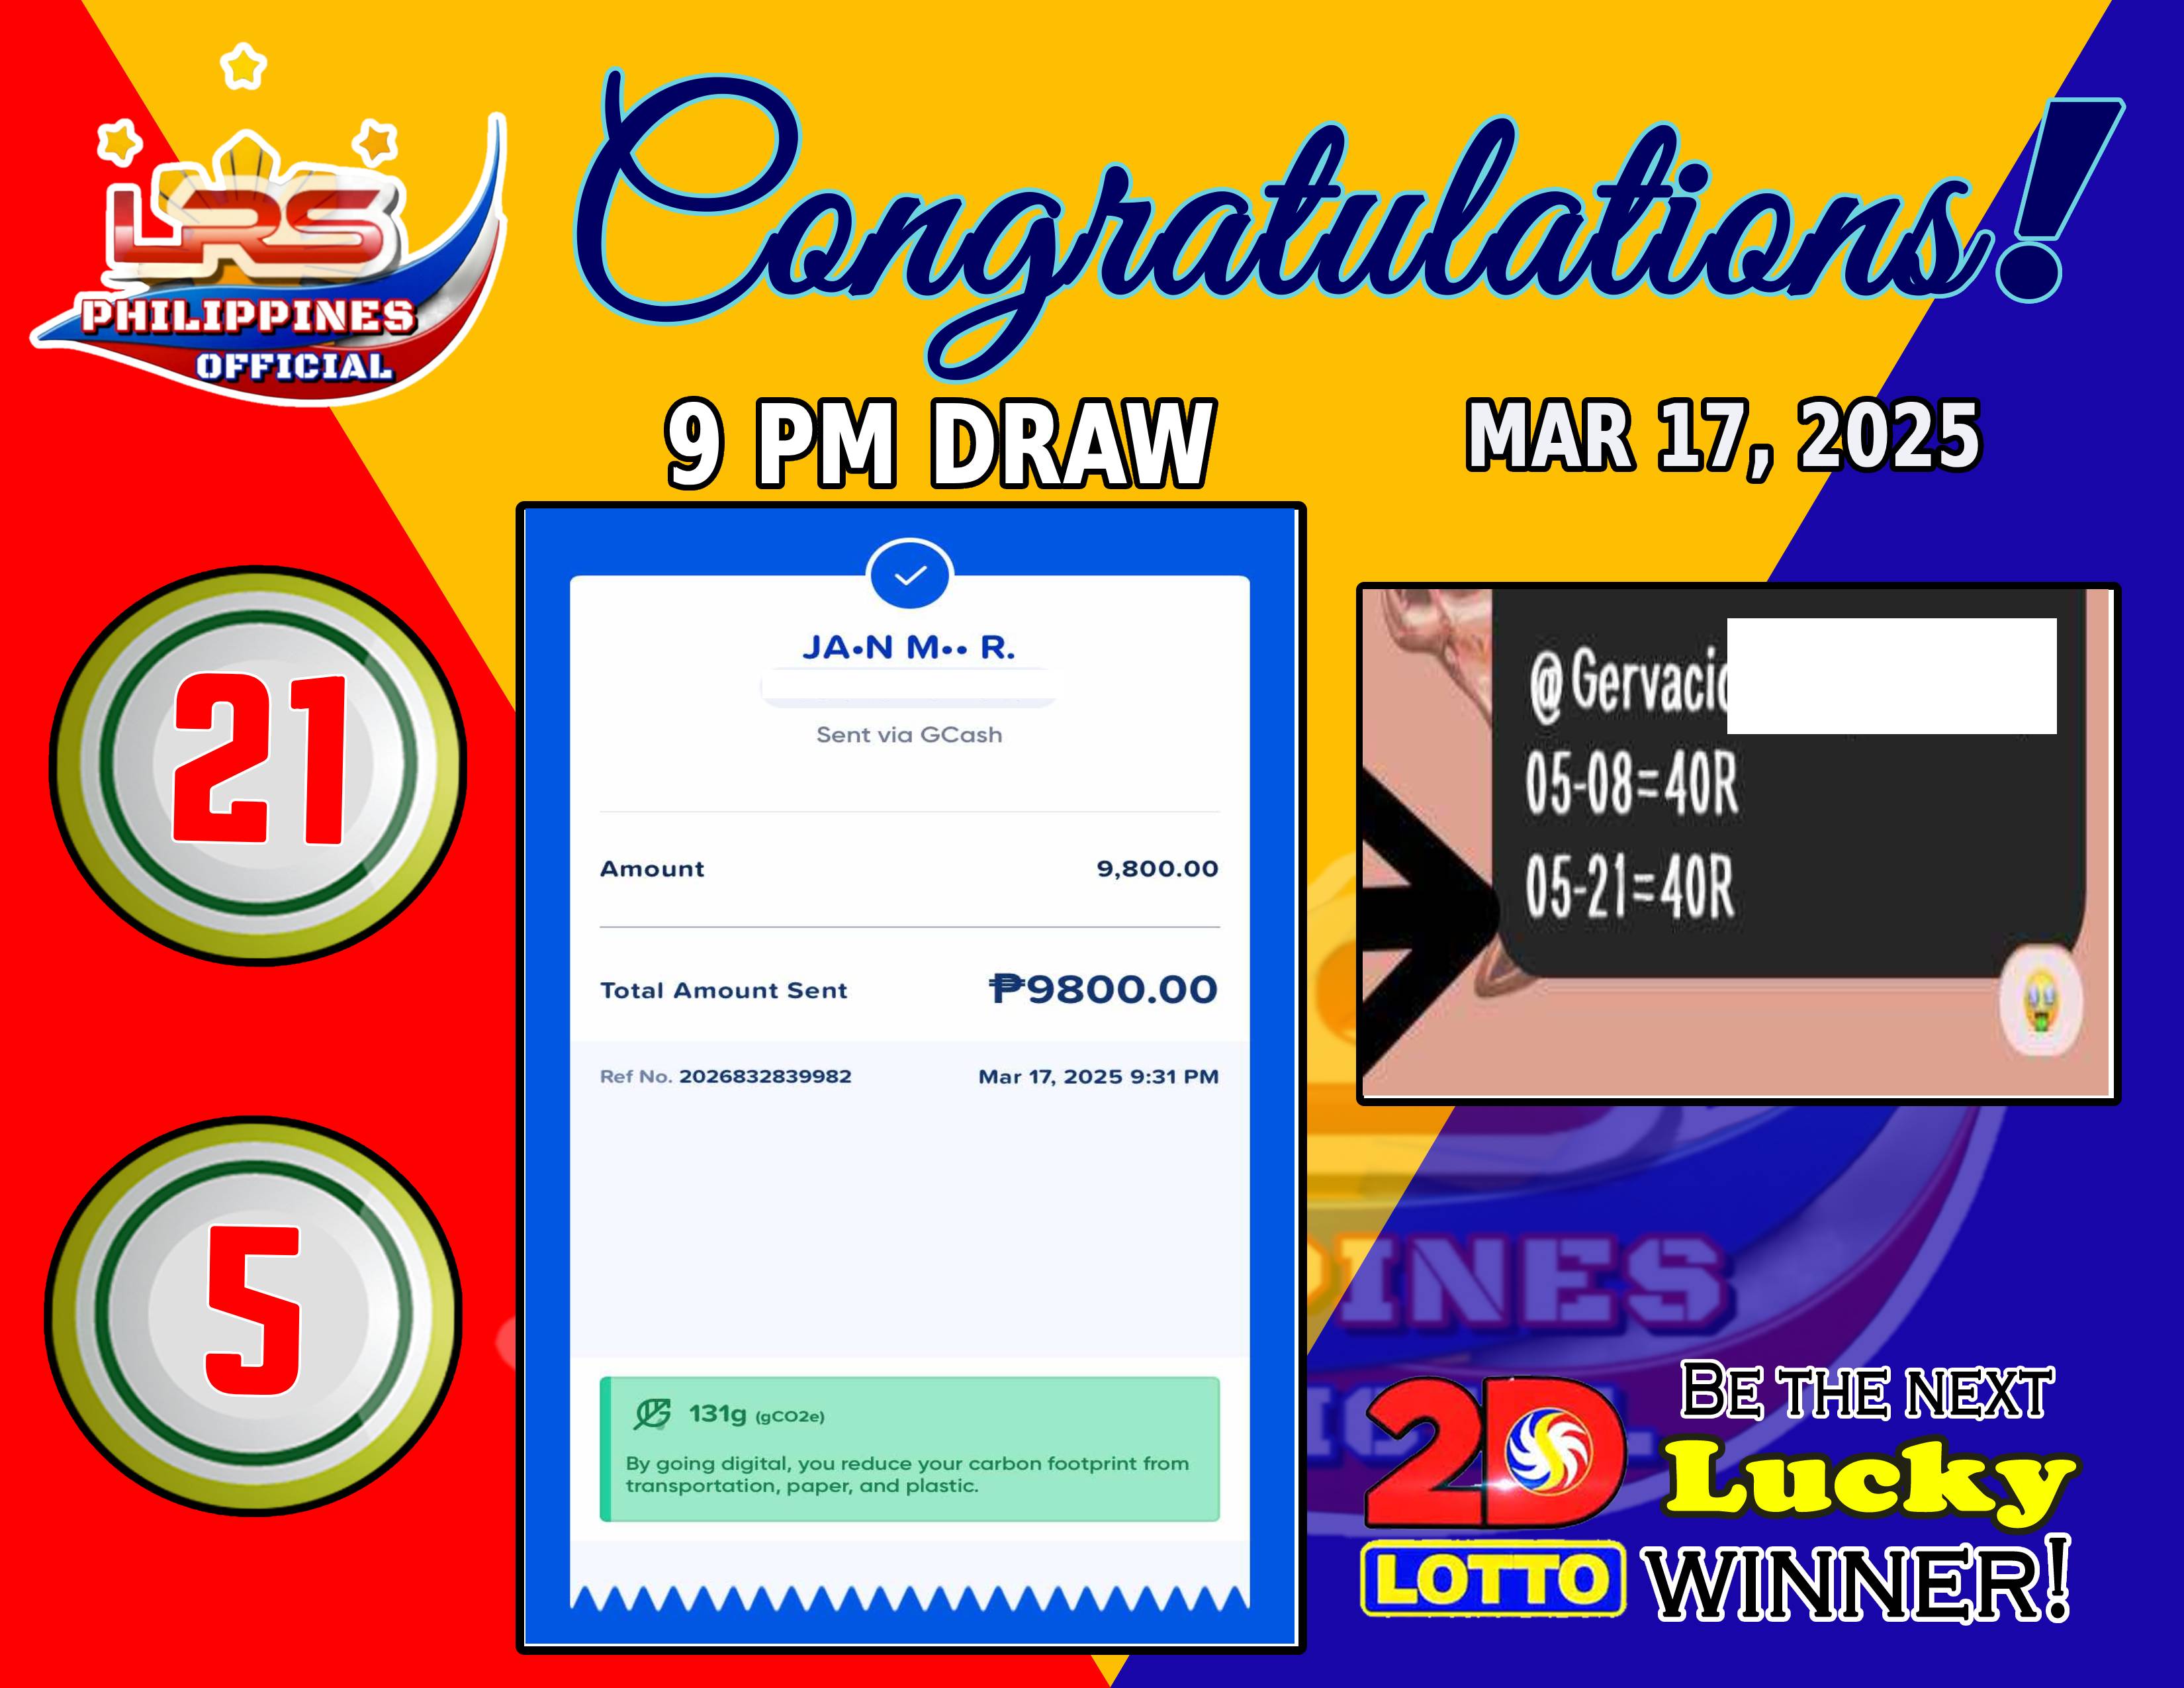 LRS
PHILIPPINES
OFFICIAL
Congratulations!
9 PM DRAW
MAR 17, 2025
21
5
JA•N M•• R.
Sent via GCash
Amount 9,800.00
Total Amount Sent ₱9800.00
Ref No. 2026832839982 Mar 17, 2025 9:31 PM
131g (gCO2e)
By going digital, you reduce your carbon footprint from
transportation, paper, and plastic.
@Gervacio
05-08=40R
05-21=40R
PINES
2D
LOTTO
BE THE NEXT
Lucky
WINNER!